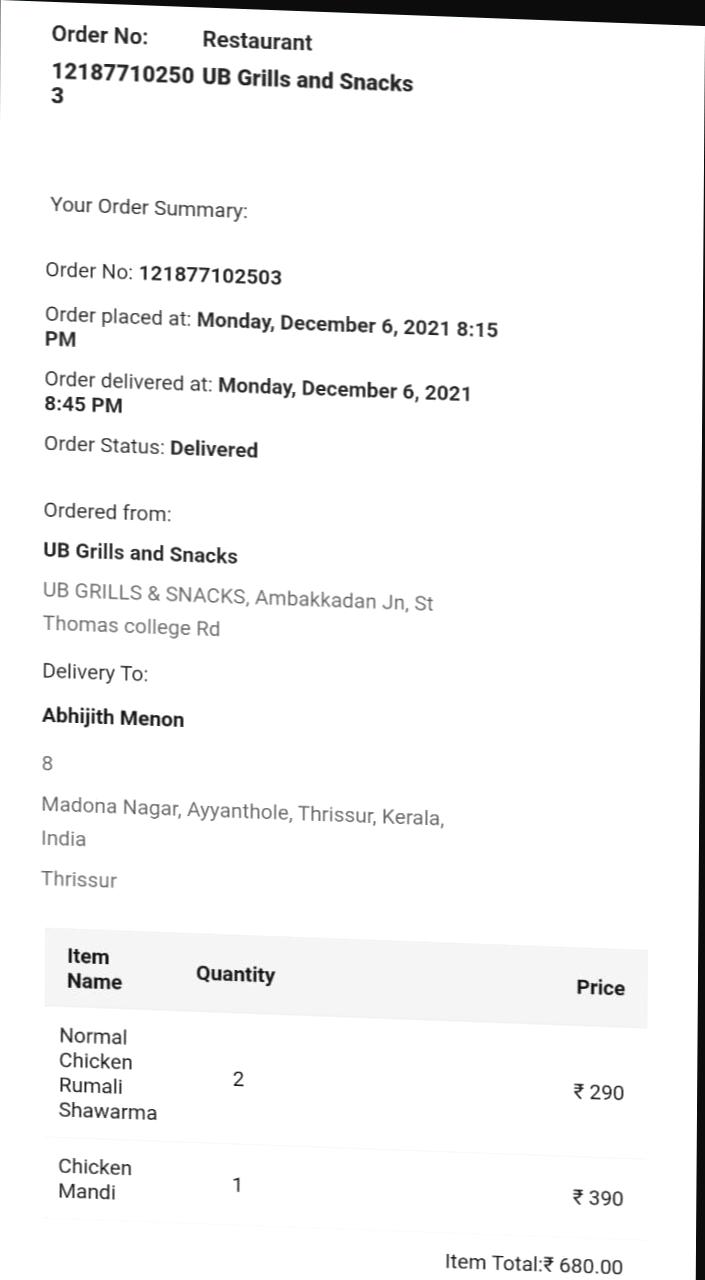 Order No: Restaurant
12187710250 UB Grills and Snacks
3
Your Order Summary:
Order No: 121877102503
Order placed at: Monday, December 6, 2021 8:15
PM
Order delivered at: Monday, December 6, 2021
8:45 PM
Order Status: Delivered
Ordered from:
UB Grills and Snacks
UB GRILLS & SNACKS, Ambakkadan Jn, St
Thomas college Rd
Delivery To:
Abhijith Menon
8
Madona Nagar, Ayyanthole, Thrissur, Kerala,
India
Thrissur
Item
Name Quantity Price
Normal
Chicken
Rumali
Shawarma 2 ₹ 290
Chicken
Mandi 1 ₹ 390
Item Total:₹ 680.00